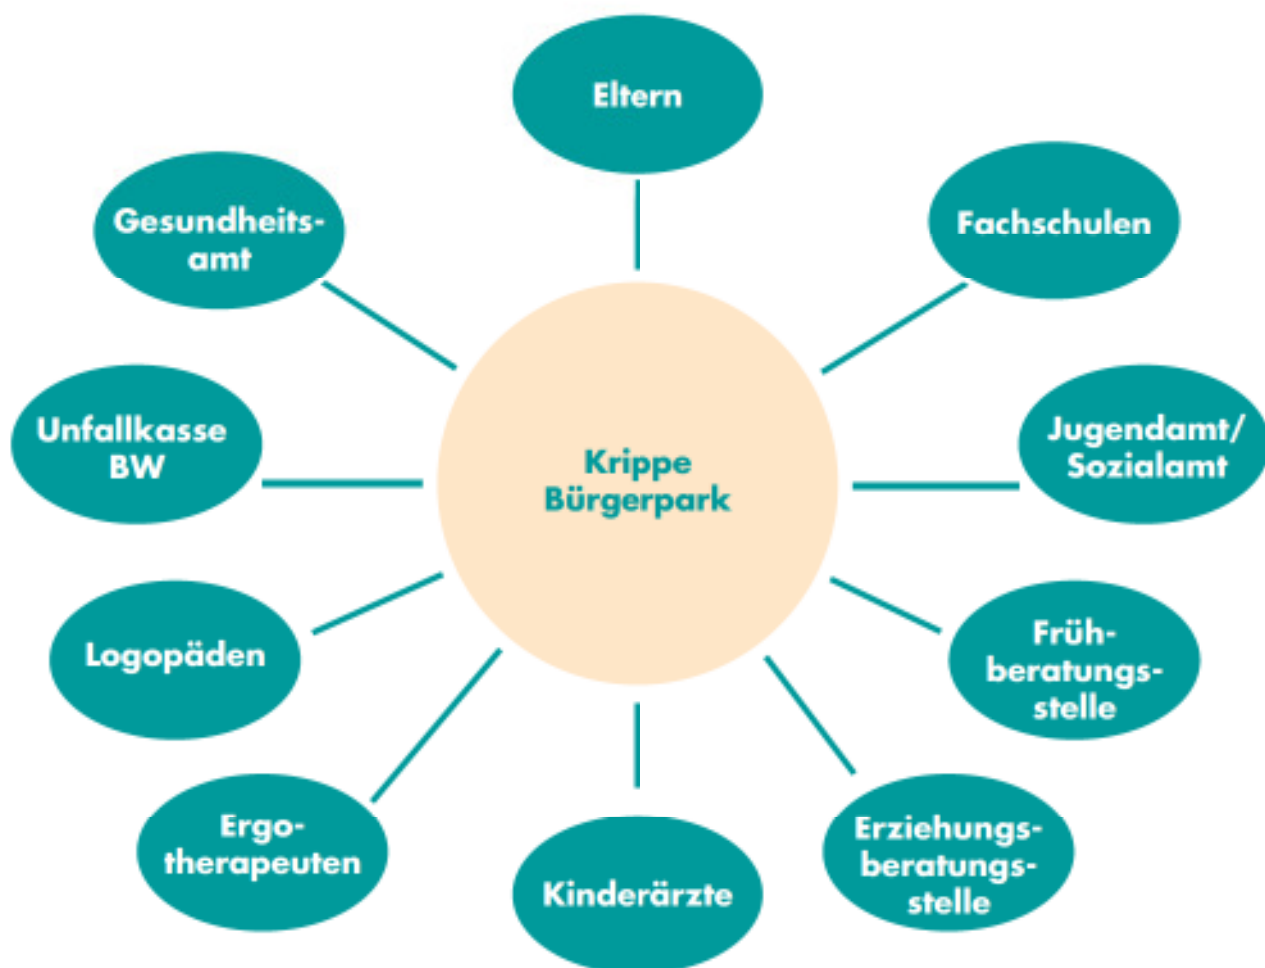 Eltern
Fachschulen
Jugendamt/
Sozialamt
Früh-
beratungs-
stelle
Erziehungs-
beratungs-
stelle
Kinderärzte
Ergo-
therapeuten
Logopäden
Unfallkasse
BW
Gesundheits-
amt
Krippe
Bürgerpark